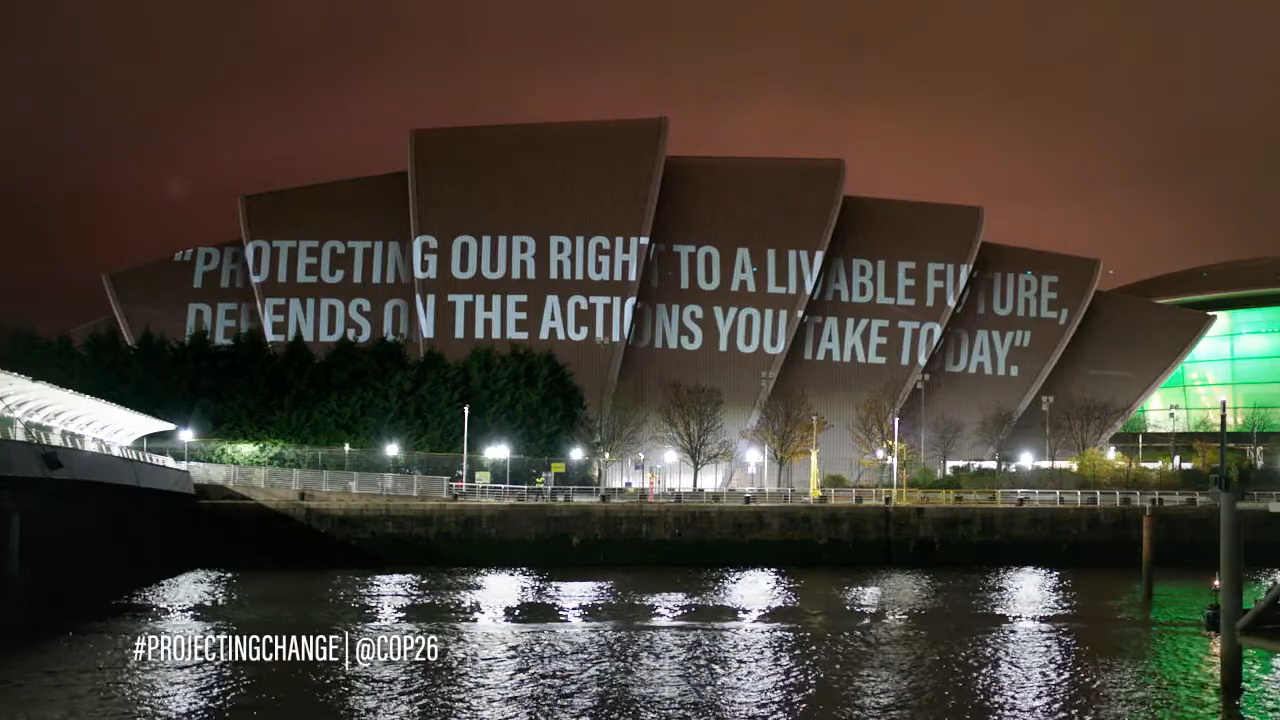 "PROTECTING OUR RIGHT TO A LIVABLE FUTURE,
DEPENDS ON THE ACTIONS YOU TAKE TODAY."
#PROJECTINGCHANGE | @COP26